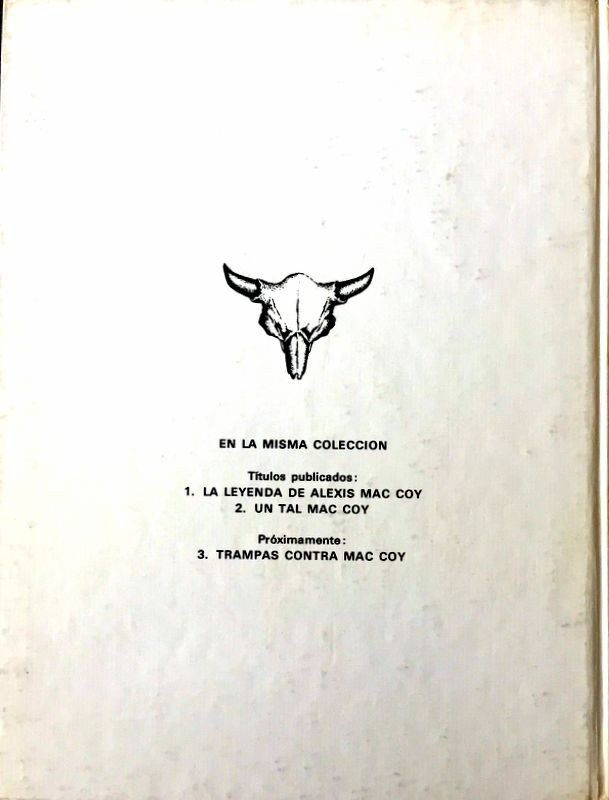 EN LA MISMA COLECCION
Títulos publicados:
1. LA LEYENDA DE ALEXIS MAC COY
2. UN TAL MAC COY
Próximamente:
3. TRAMPAS CONTRA MAC COY